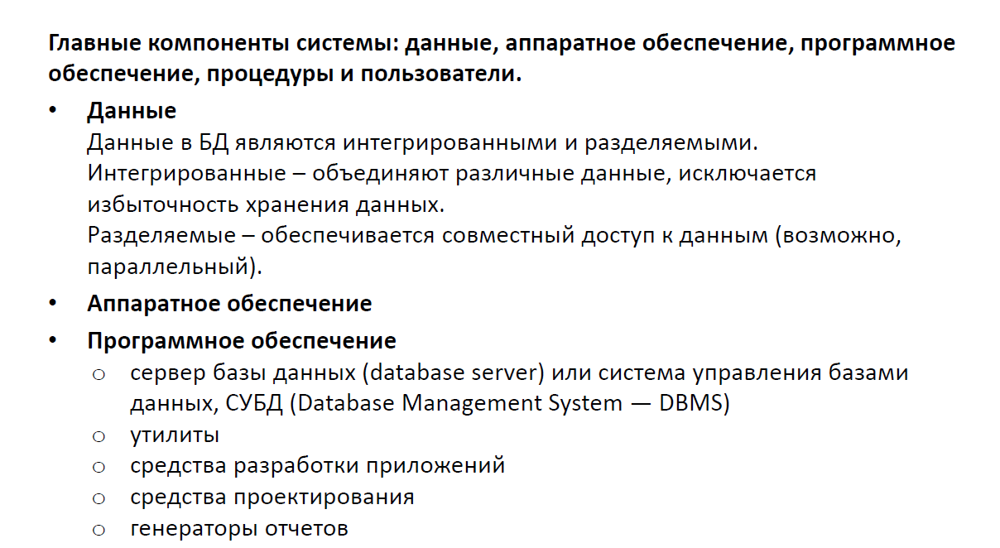 Главные компоненты системы: данные, аппаратное обеспечение, программное
обеспечение, процедуры и пользователи.
• Данные
Данные в БД являются интегрированными и разделяемыми.
Интегрированные – объединяют различные данные, исключается
избыточность хранения данных.
Разделяемые – обеспечивается совместный доступ к данным (возможно,
параллельный).
• Аппаратное обеспечение
• Программное обеспечение
o сервер базы данных (database server) или система управления базами
данных, СУБД (Database Management System — DBMS)
o утилиты
o средства разработки приложений
o средства проектирования
o генераторы отчетов